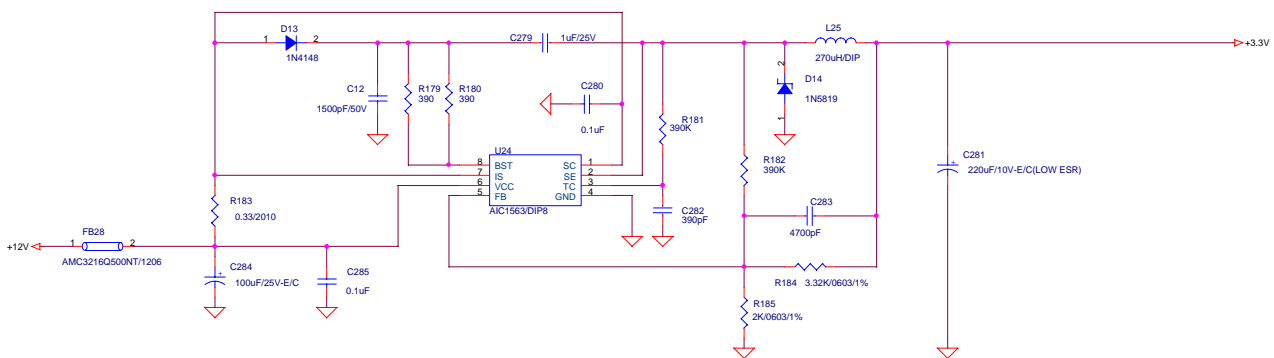 D13
1
2
1N4148
C279
1uF/25V
L25
270uH/DIP
+3.3V
C12
1500pF/50V
R179
390
R180
390
C280
0.1uF
R181
390K
2
D14
1N5819
1
U24
8
BST
SC
1
7
IS
SE
2
6
VCC
TC
3
5
FB
GND
4
AIC1563/DIP8
R182
390K
C281
220uF/10V-E/C(LOW ESR)
R183
0.33/2010
C282
390pF
C283
4700pF
+12V
FB28
1
2
AMC3216Q500NT/1206
C284
100uF/25V-E/C
C285
0.1uF
R184 3.32K/0603/1%
R185
2K/0603/1%